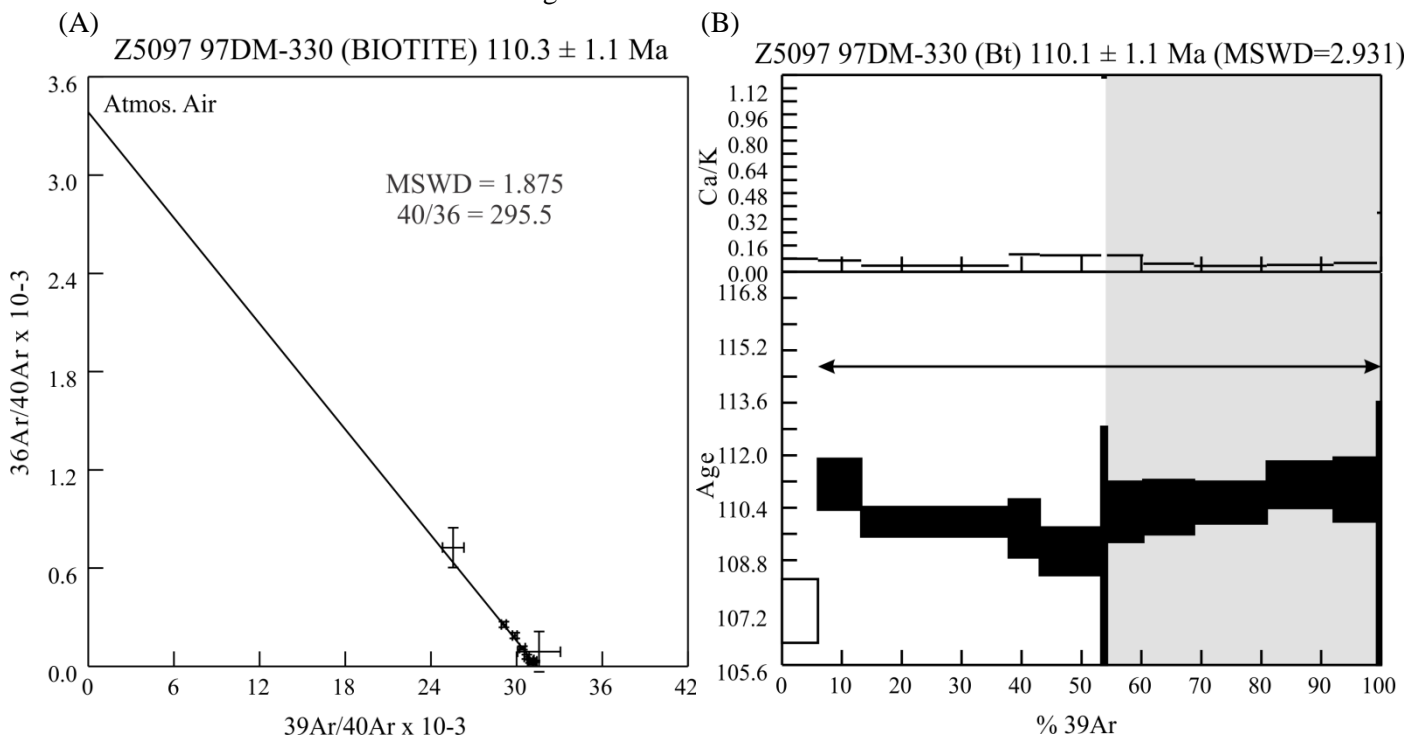 (A)
Z5097 97DM-330 (BIOTITE) 110.3 ± 1.1 Ma
3.6
3.0
2.4
1.8
1.2
0.6
0.0
36Ar/40Ar x 10-3
Atmos. Air
MSWD = 1.875
40/36 = 295.5
0 6 12 18 24 30 36 42
39Ar/40Ar x 10-3
(B)
Z5097 97DM-330 (Bt) 110.1 ± 1.1 Ma (MSWD=2.931)
1.12
0.96
0.80
0.64
0.48
0.32
0.16
0.00
Ca/K
116.8
115.2
113.6
112.0
110.4
108.8
107.2
105.6
Age
0 10 20 30 40 50 60 70 80 90 100
% 39Ar